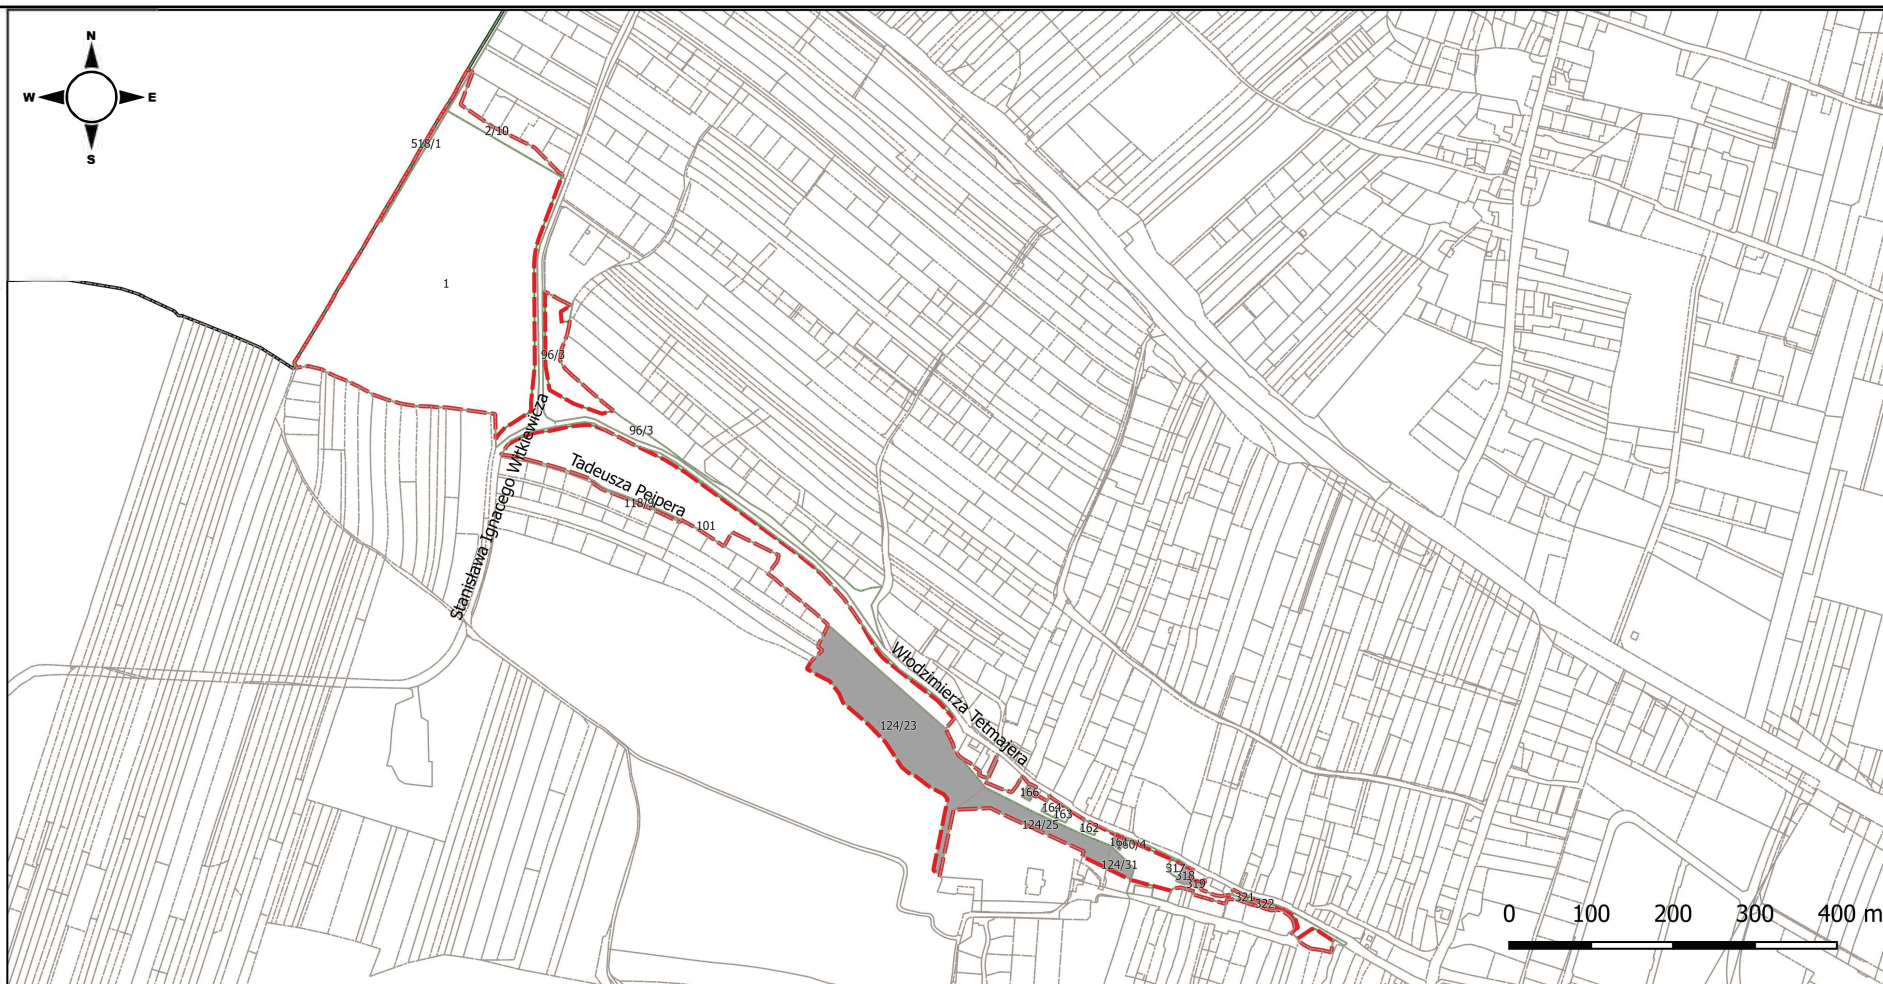 N
W
E
S
2/10
518/1
1
96/3
96/3
Stanisława Ignacego Witkiewicza
Tadeusza Peipera
118/9
101
Włodzimierza Tetmajera
124/23
166
164
163
124/25
162
160/4
124/31
317
318
319
321
322
0 100 200 300 400 m